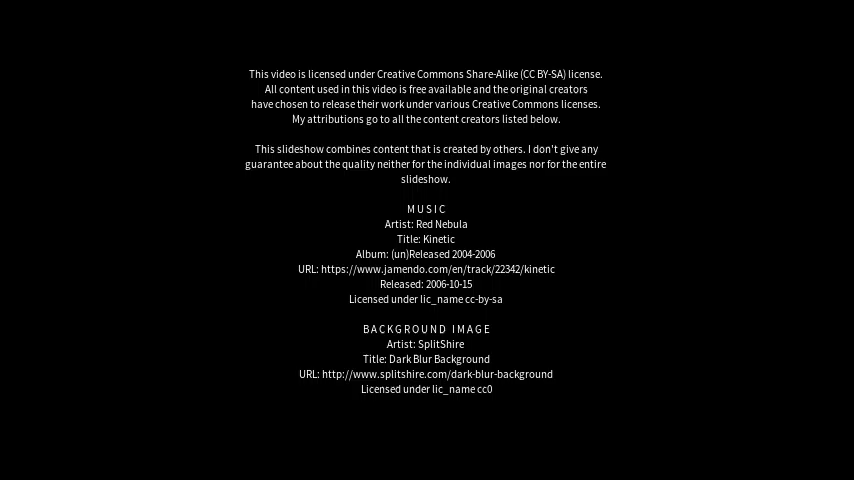 This video is licensed under Creative Commons Share-Alike (CC BY-SA) license.
All content used in this video is free available and the original creators
have chosen to release their work under various Creative Commons licenses.
My attributions go to all the content creators listed below.
This slideshow combines content that is created by others. I don't give any
guarantee about the quality neither for the individual images nor for the entire
slideshow.
MUSIC
Artist: Red Nebula
Title: Kinetic
Album: (un)Released 2004-2006
URL: https://www.jamendo.com/en/track/22342/kinetic
Released: 2006-10-15
Licensed under lic_name cc-by-sa
BACKGROUND IMAGE
Artist: SplitShire
Title: Dark Blur Background
URL: http://www.splitshire.com/dark-blur-background
Licensed under lic_name cc0